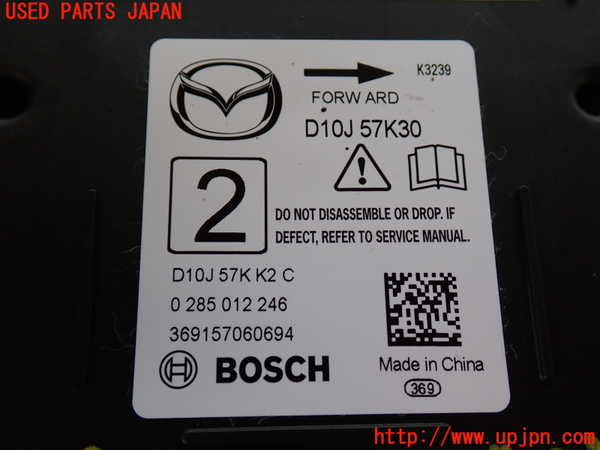 USED PARTS JAPAN
K3239
FORWARD
D10J 57K30
2
DO NOT DISASSEMBLE OR DROP. IF
DEFECT, REFER TO SERVICE MANUAL.
D10J 57K K2 C
0 285 012 246
369157060694
BOSCH
Made in China
369
UPJ
http://www.upjpn.com/